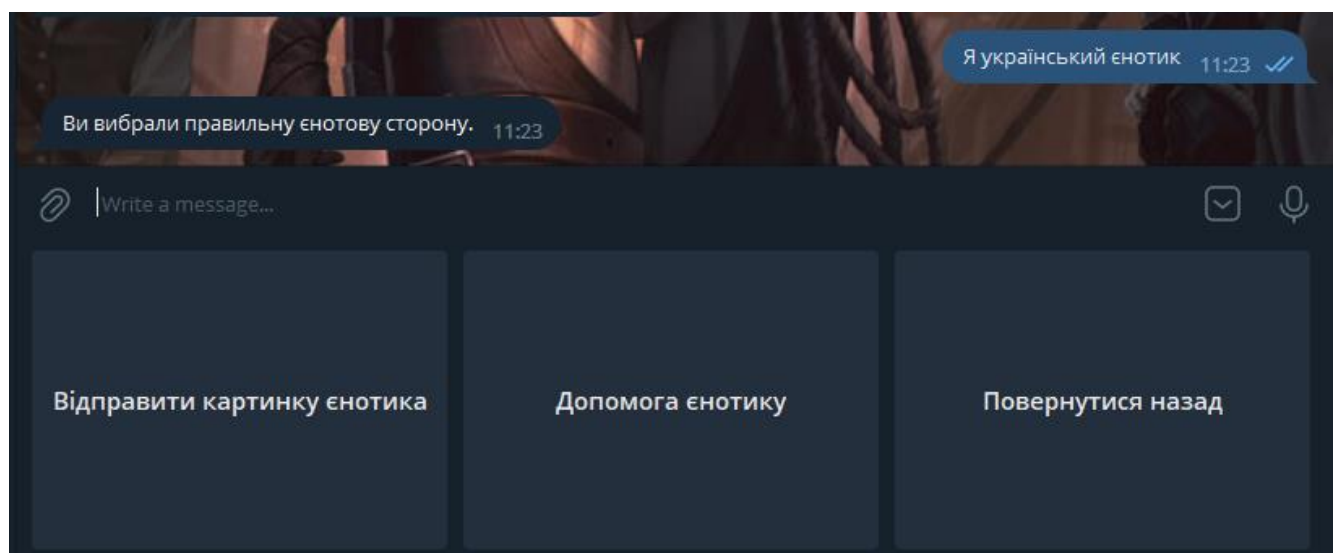 Я український єнотик 11:23
Ви вибрали правильну єнотову сторону. 11:23
Write a message...
Відправити картинку єнотика
Допомога єнотику
Повернутися назад